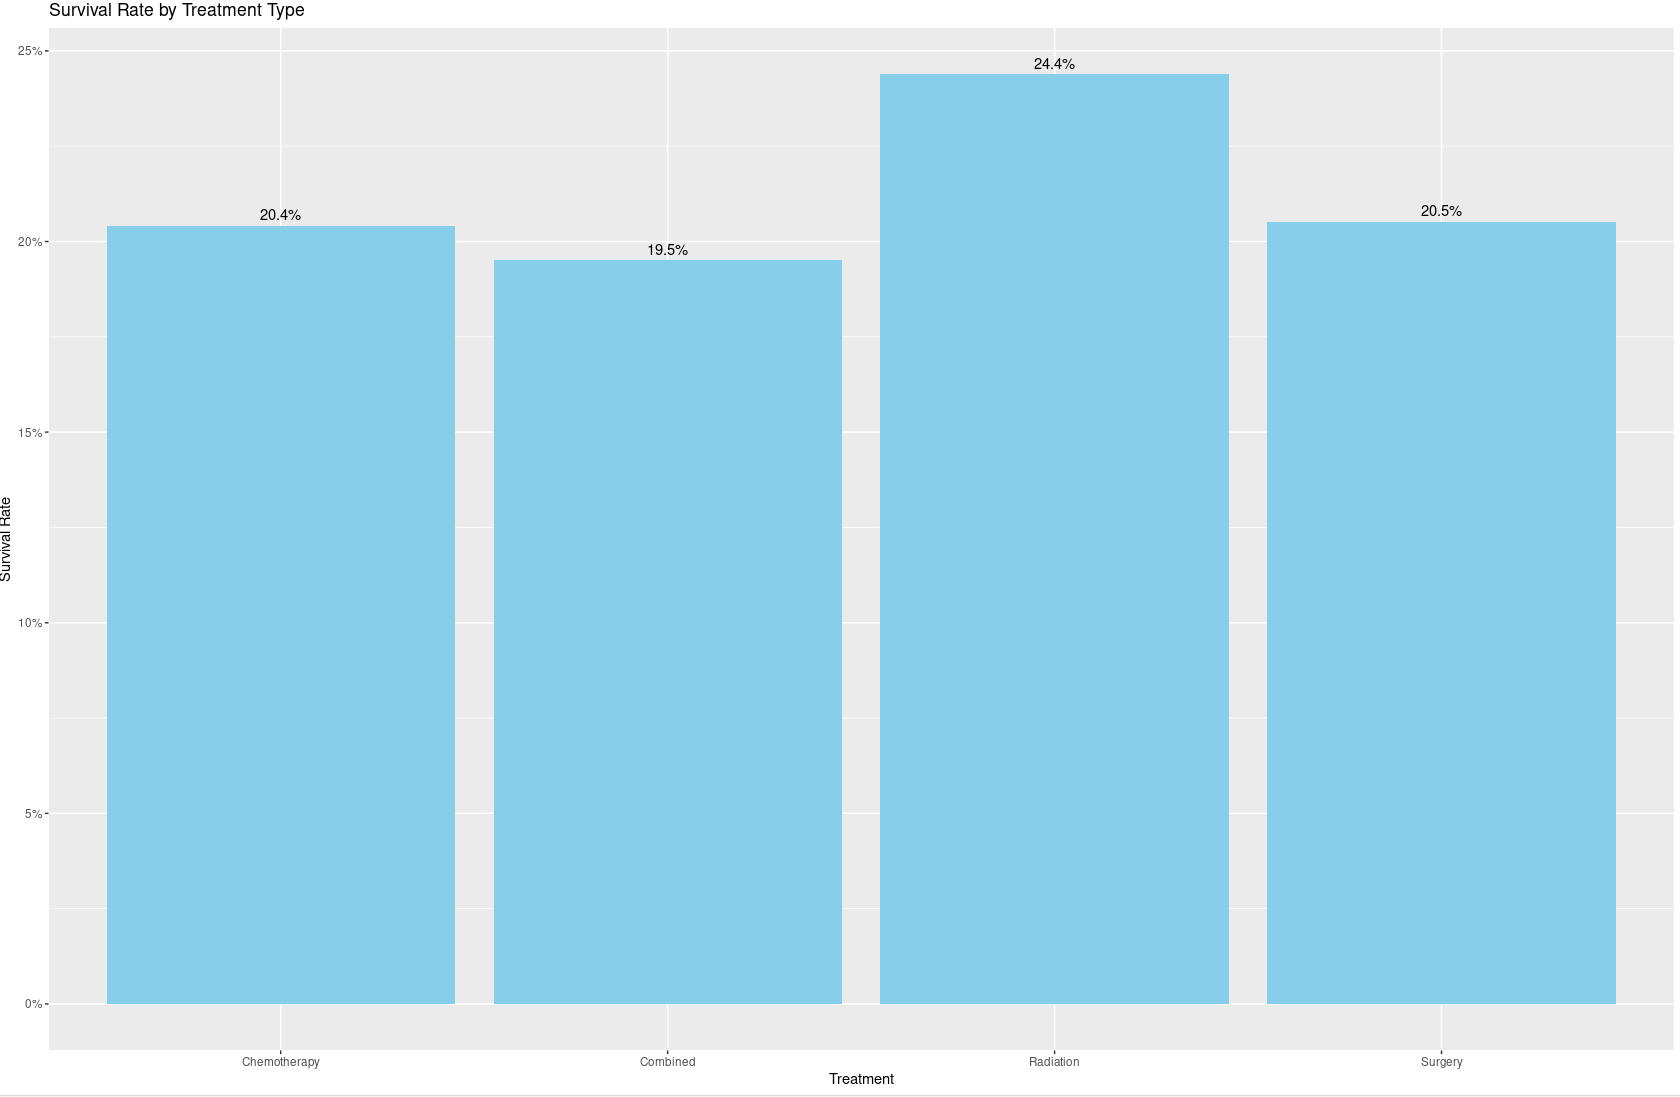 Survival Rate by Treatment Type
25%
20%
15%
10%
5%
0%
Survival Rate
20.4%
19.5%
24.4%
20.5%
Chemotherapy
Combined
Radiation
Surgery
Treatment